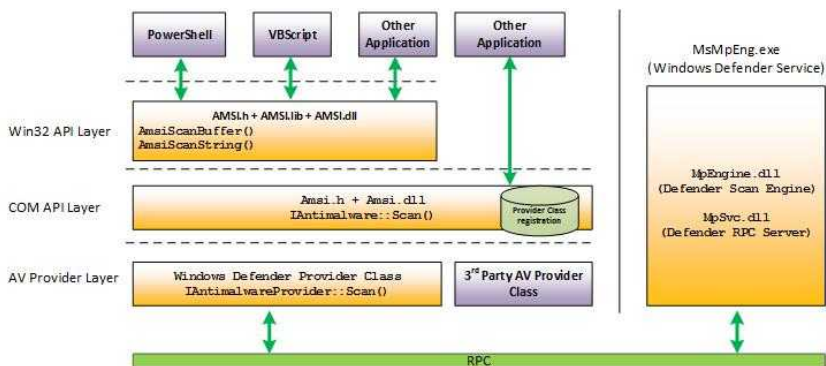 PowerShell
VBScript
Other
Application
Other
Application
MsMpEng.exe
(Windows Defender Service)
Win32 API Layer
AMSI.h + AMSI.lib + AMSI.dll
AmsiScanBuffer()
AmsiScanString()
COM API Layer
Amsi.h + Amsi.dll
IAntimalware::Scan()
Provider Class
registration
MpEngine.dll
(Defender Scan Engine)
MpSvc.dll
(Defender RPC Server)
AV Provider Layer
Windows Defender Provider Class
IAntimalwareProvider::Scan()
3rd Party AV Provider
Class
RPC